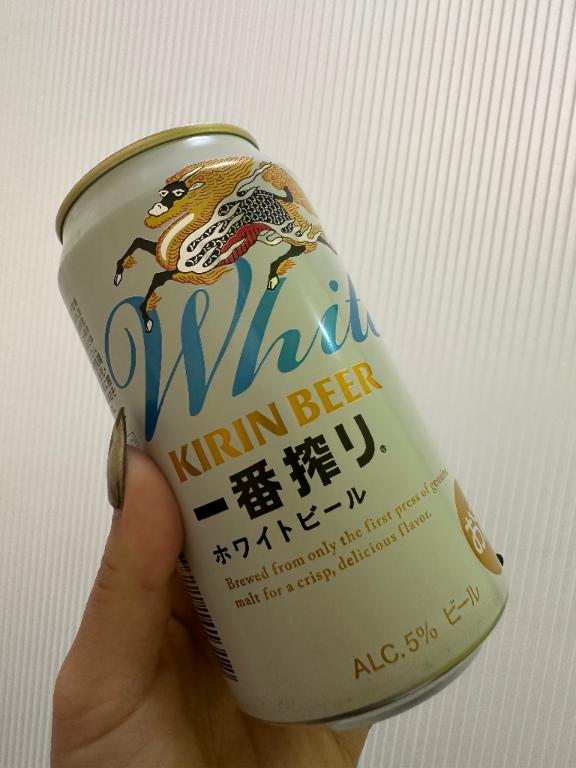 White
KIRIN BEER
一番搾り®
ホワイトビール
Brewed from only the first press of genuine
malt for a crisp, delicious flavor.
お
ALC.5% ビール